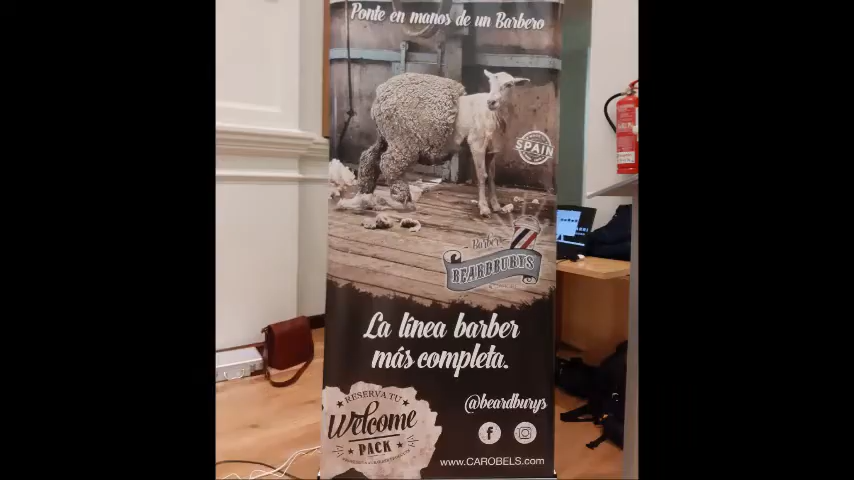 Ponte en manos de un Barbero
SPAIN
Barber
BEARDBURYS
La línea barber
más completa.
RESERVA TU
Welcome
PACK
@beardburys
www.CAROBELS.com